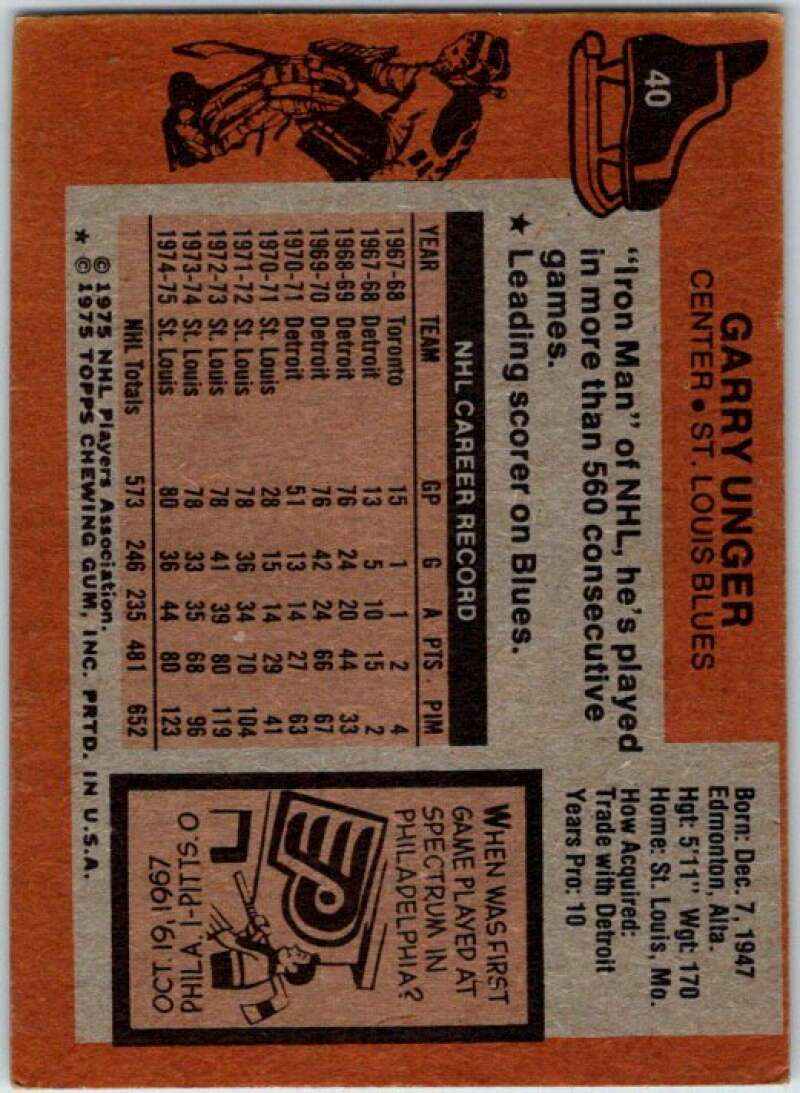 40
GARRY UNGER
CENTER • ST. LOUIS BLUES
"Iron Man" of NHL, he's played
in more than 560 consecutive
games.
★ Leading scorer on Blues.
Born: Dec. 7, 1947
Edmonton, Alta.
Hgt: 5'11" Wgt: 170
Home: St. Louis, Mo.
How Acquired:
Trade with Detroit
Years Pro: 10
NHL CAREER RECORD
YEAR TEAM GP G A PTS. PIM
1967-68 Toronto 15 1 1 2 4
1967-68 Detroit 13 5 10 15 2
1968-69 Detroit 76 24 20 44 33
1969-70 Detroit 76 42 24 66 67
1970-71 Detroit 51 13 14 27 63
1970-71 St. Louis 28 15 14 29 41
1971-72 St. Louis 78 36 34 70 104
1972-73 St. Louis 78 41 39 80 119
1973-74 St. Louis 78 33 35 68 96
1974-75 St. Louis 80 36 44 80 123
NHL Totals 573 246 235 481 652
WHEN WAS FIRST
GAME PLAYED AT
SPECTRUM IN
PHILADELPHIA?
PHILA. 1-PITTS. 0
OCT. 19, 1967
© 1975 NHL Players Association.
★ © 1975 TOPPS CHEWING GUM, INC. PRTD. IN U.S.A.